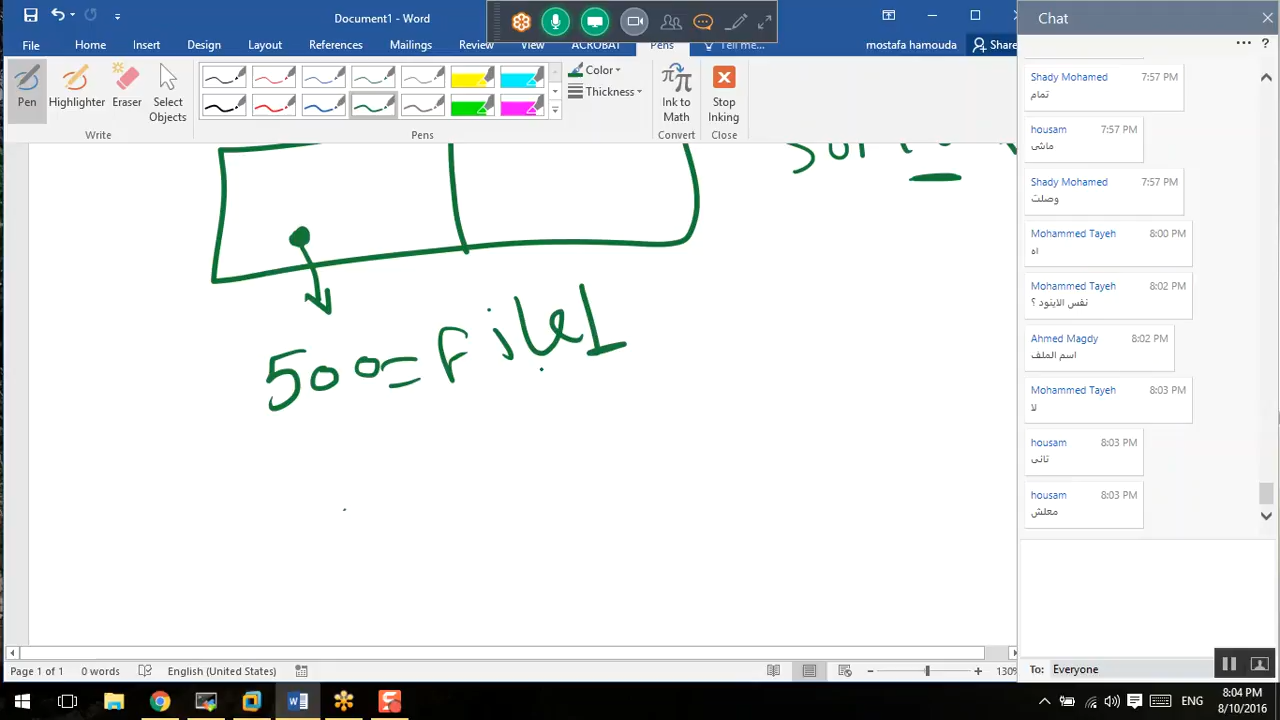 Document1 - Word
Chat
File
Home
Insert
Design
Layout
References
Mailings
Review
View
ACROBAT
Pens
Tell me...
mostafa hamouda
Share
Pen
Highlighter
Eraser
Select Objects
Color
Thickness
Ink to Math
Stop Inking
Write
Pens
Convert
Close
500=File1
Shady Mohamed 7:57 PM
تمام
housam 7:57 PM
ماشى
Shady Mohamed 7:57 PM
وصلت
Mohammed Tayeh 8:00 PM
اه
Mohammed Tayeh 8:02 PM
نفس الاينود ؟
Ahmed Magdy 8:02 PM
اسم الملف
Mohammed Tayeh 8:03 PM
لا
housam 8:03 PM
تانى
housam 8:03 PM
معلش
To: Everyone
Page 1 of 1
0 words
English (United States)
130%
ENG
8:04 PM
8/10/2016